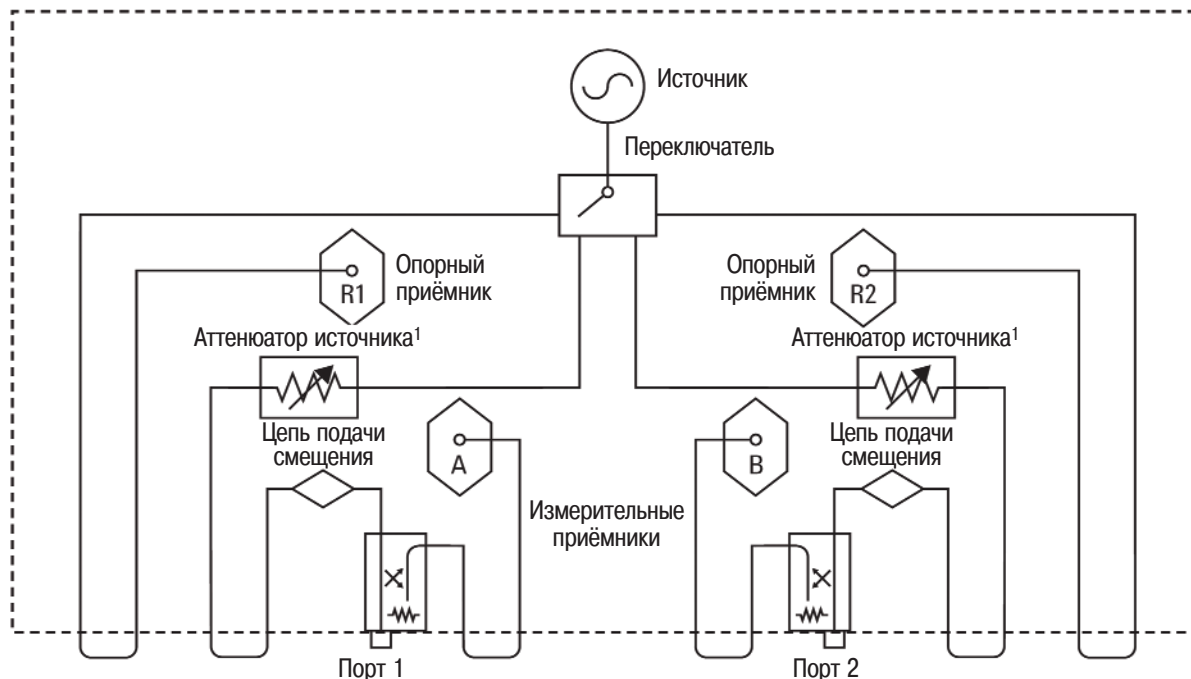 Источник
Переключатель
Опорный
приёмник
R1
Опорный
приёмник
R2
Аттенюатор источника¹
Аттенюатор источника¹
Цепь подачи
смещения
A
B
Цепь подачи
смещения
Измерительные
приёмники
Порт 1
Порт 2